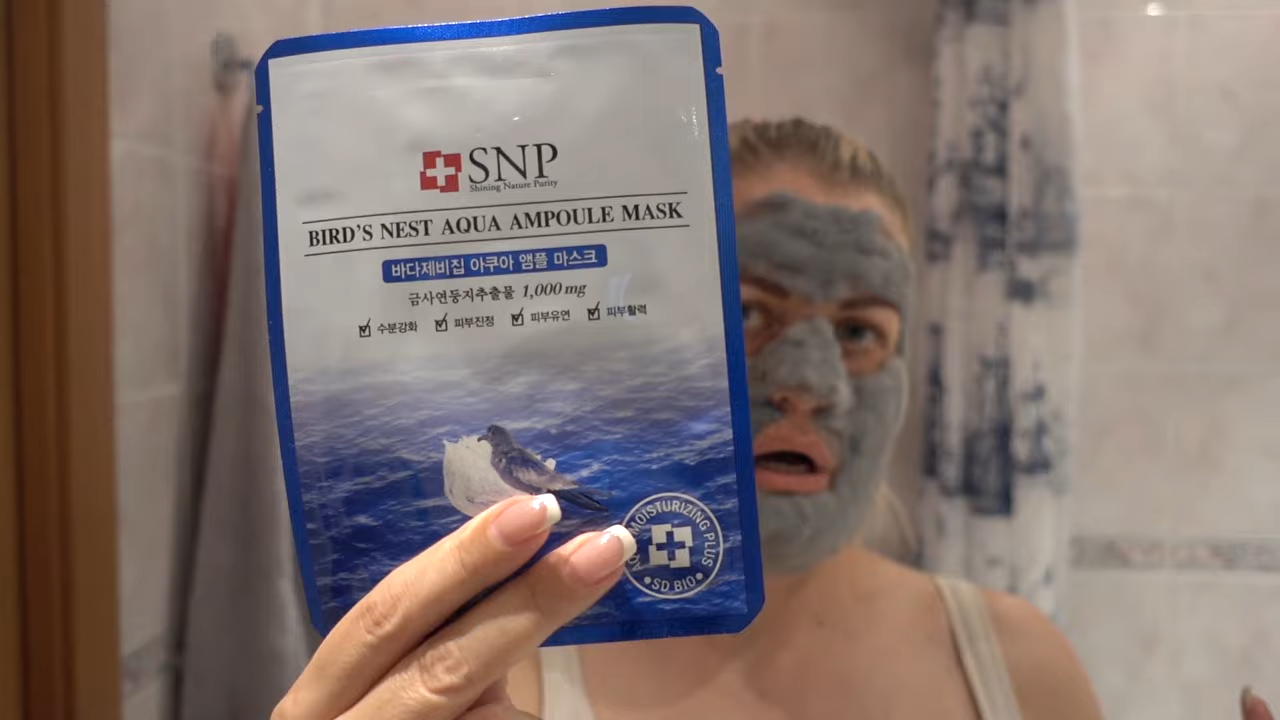 SNP
Shining Nature Purity
BIRD'S NEST AQUA AMPOULE MASK
바다제비집 아쿠아 앰플 마스크
금사연둥지추출물 1,000 mg
수분강화 피부진정 피부유연 피부활력
MOISTURIZING PLUS
SD BIO